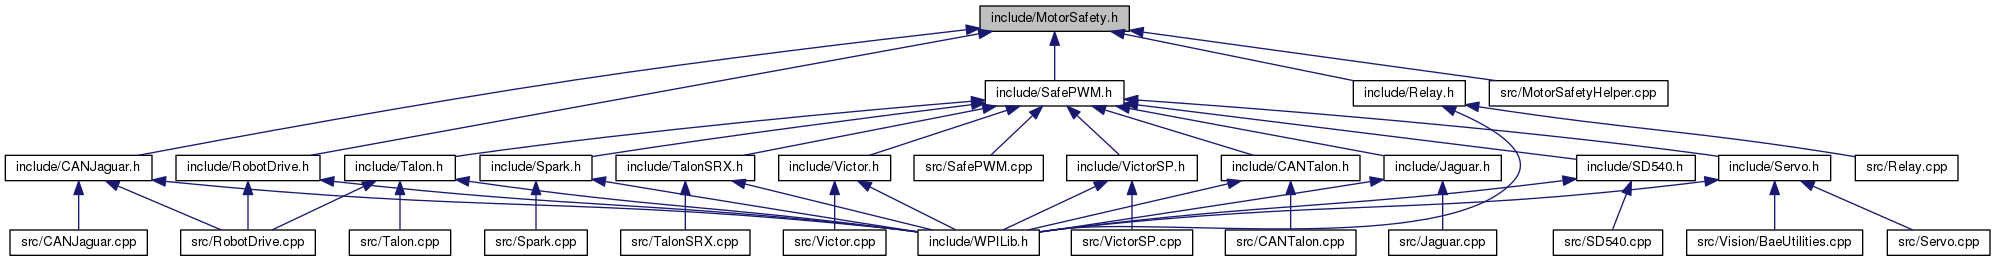 include/MotorSafety.h
include/SafePWM.h
include/Relay.h
src/MotorSafetyHelper.cpp
include/CANJaguar.h
include/RobotDrive.h
include/Talon.h
include/Spark.h
include/TalonSRX.h
include/Victor.h
src/SafePWM.cpp
include/VictorSP.h
include/CANTalon.h
include/Jaguar.h
include/SD540.h
include/Servo.h
src/Relay.cpp
src/CANJaguar.cpp
src/RobotDrive.cpp
src/Talon.cpp
src/Spark.cpp
src/TalonSRX.cpp
src/Victor.cpp
include/WPILib.h
src/VictorSP.cpp
src/CANTalon.cpp
src/Jaguar.cpp
src/SD540.cpp
src/Vision/BaeUtilities.cpp
src/Servo.cpp